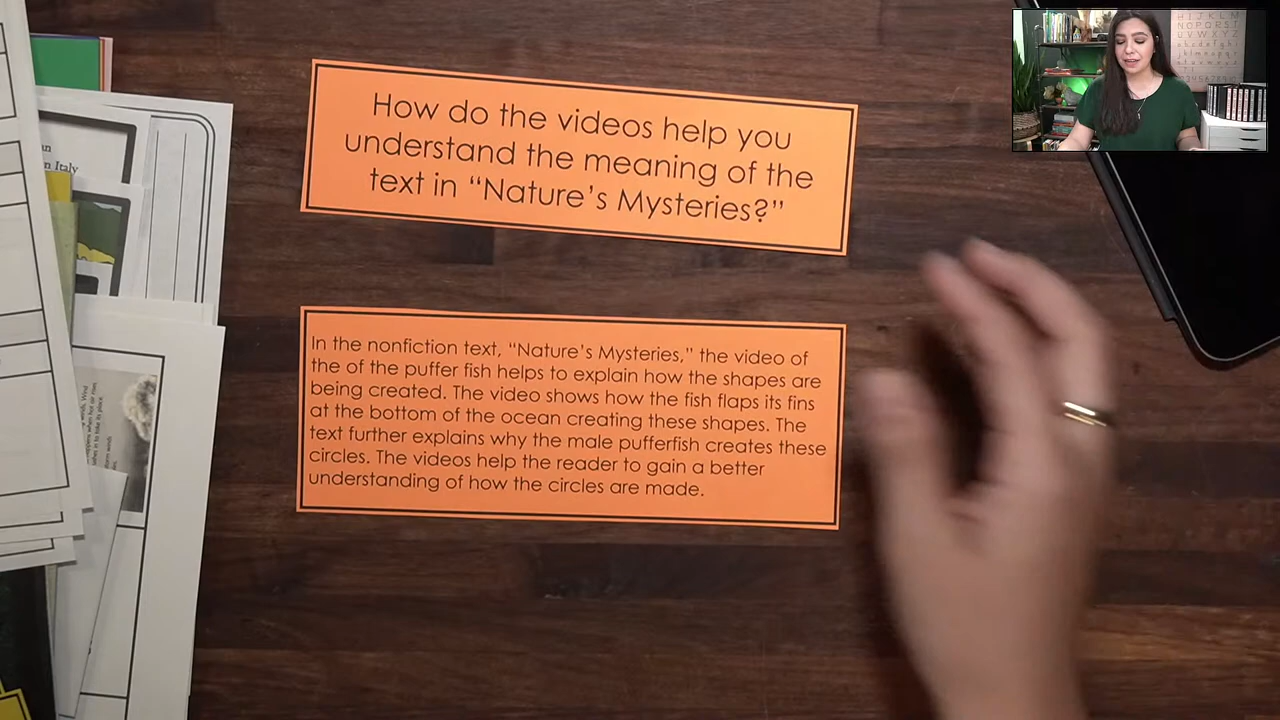 How do the videos help you
understand the meaning of the
text in “Nature’s Mysteries?”
In the nonfiction text, “Nature’s Mysteries,” the video of
the of the puffer fish helps to explain how the shapes are
being created. The video shows how the fish flaps its fins
at the bottom of the ocean creating these shapes. The
text further explains why the male pufferfish creates these
circles. The videos help the reader to gain a better
understanding of how the circles are made.
Italy